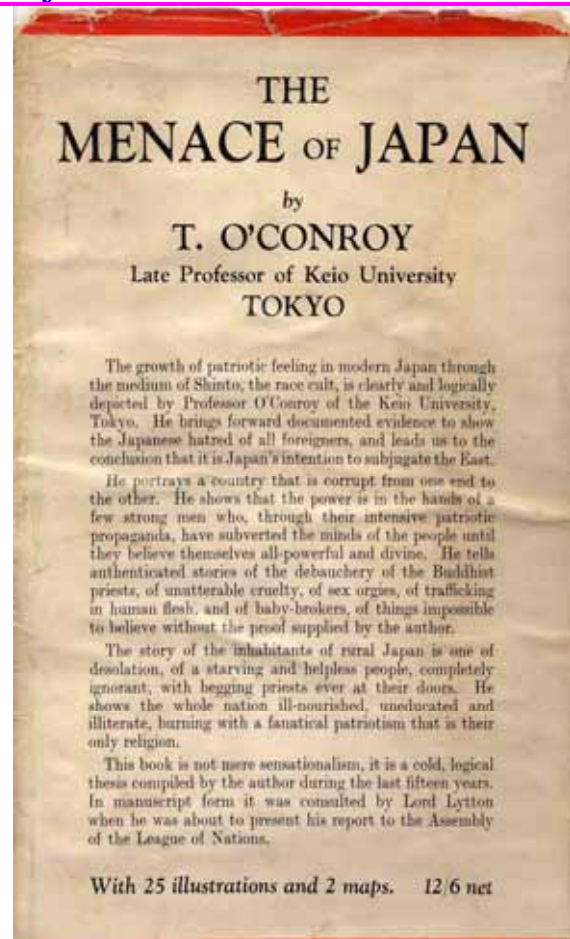 THE
MENACE OF JAPAN
by
T. O'CONROY
Late Professor of Keio University
TOKYO
The growth of patriotic feeling in modern Japan through
the medium of Shinto, the race cult, is clearly and logically
depicted by Professor O'Conroy of the Keio University,
Tokyo. He brings forward documented evidence to show
the Japanese hatred of all foreigners, and leads us to the
conclusion that it is Japan's intention to subjugate the East.
He portrays a country that is corrupt from one end to
the other. He shows that the power is in the hands of a
few strong men who, through their intensive patriotic
propaganda, have subverted the minds of the people until
they believe themselves all-powerful and divine. He tells
authenticated stories of the debauchery of the Buddhist
priests, of unutterable cruelty, of sex orgies, of trafficking
in human flesh, and of baby-brokers, of things impossible
to believe without the proof supplied by the author.
The story of the inhabitants of rural Japan is one of
desolation, of a starving and helpless people, completely
ignorant, with begging priests ever at their doors. He
shows the whole nation ill-nourished, uneducated and
illiterate, burning with a fanatical patriotism that is their
only religion.
This book is not mere sensationalism, it is a cold, logical
thesis compiled by the author during the last fifteen years.
In manuscript form it was consulted by Lord Lytton
when he was about to present his report to the Assembly
of the League of Nations.
With 25 illustrations and 2 maps. 12/6 net